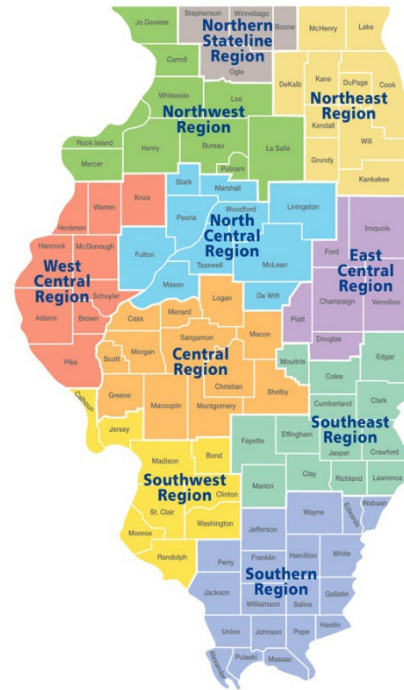 Stephenson
Winnebago
Boone
Jo Daviess
McHenry
Lake
Northern
Stateline
Region
Ogle
Carroll
DeKalb
Kane
DuPage
Cook
Whiteside
Lee
Northwest
Region
Northeast
Region
Kendall
Will
Rock Island
Henry
Bureau
La Salle
Grundy
Mercer
Putnam
Kankakee
Stark
Marshall
Knox
Warren
Henderson
Peoria
Woodford
Livingston
North
Central
Region
Iroquois
Ford
Hancock
McDonough
Fulton
Tazewell
McLean
East
Central
Region
West
Central
Region
Mason
Schuyler
Logan
De Witt
Champaign
Vermilion
Adams
Brown
Cass
Menard
Piatt
Macon
Sangamon
Douglas
Central
Region
Morgan
Scott
Moultrie
Edgar
Pike
Christian
Coles
Shelby
Greene
Macoupin
Montgomery
Cumberland
Clark
Calhoun
Jersey
Fayette
Effingham
Southeast
Region
Jasper
Crawford
Madison
Bond
Clay
Richland
Lawrence
Southwest
Region
Clinton
Marion
St. Clair
Wayne
Edwards
Wabash
Washington
Jefferson
Monroe
Randolph
Perry
Franklin
Hamilton
White
Southern
Region
Jackson
Williamson
Saline
Gallatin
Union
Johnson
Pope
Hardin
Alexander
Pulaski
Massac